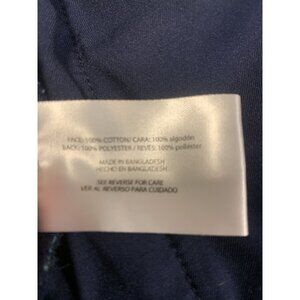 FACE: 100% COTTON/ CARA: 100% algodón
BACK: 100% POLYESTER / REVÉS: 100% poliéster
MADE IN BANGLADESH
HECHO EN BANGLADESH
SEE REVERSE FOR CARE
VER AL REVERSO PARA CUIDADO